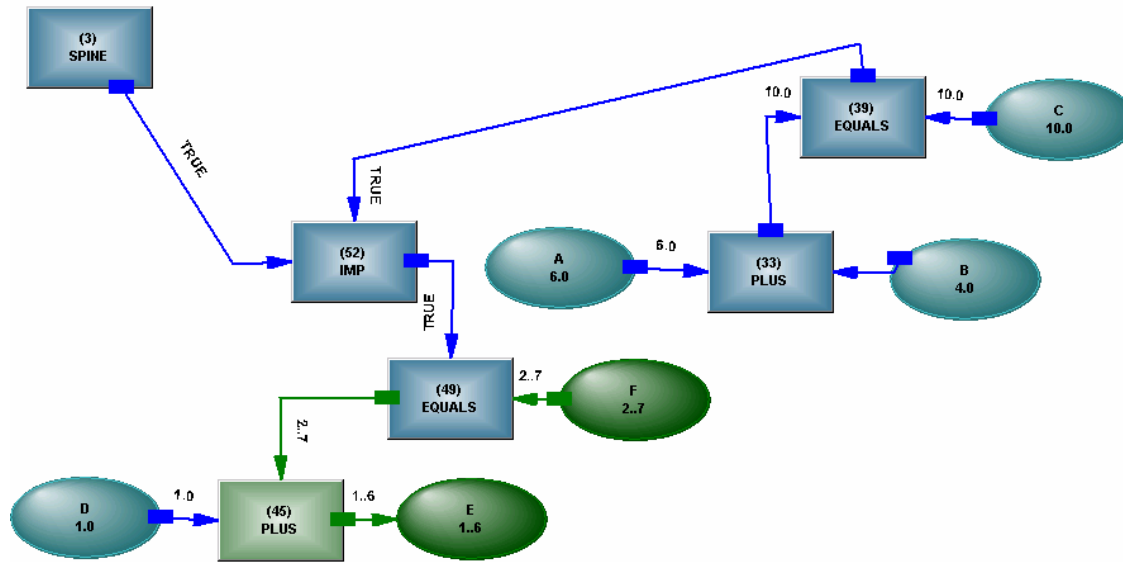 (3)
SPINE
TRUE
10.0
(39)
EQUALS
10.0
C
10.0
TRUE
(52)
IMP
A
6.0
6.0
(33)
PLUS
B
4.0
TRUE
(49)
EQUALS
2..7
F
2..7
2..7
D
1.0
1.0
(45)
PLUS
1..6
E
1..6